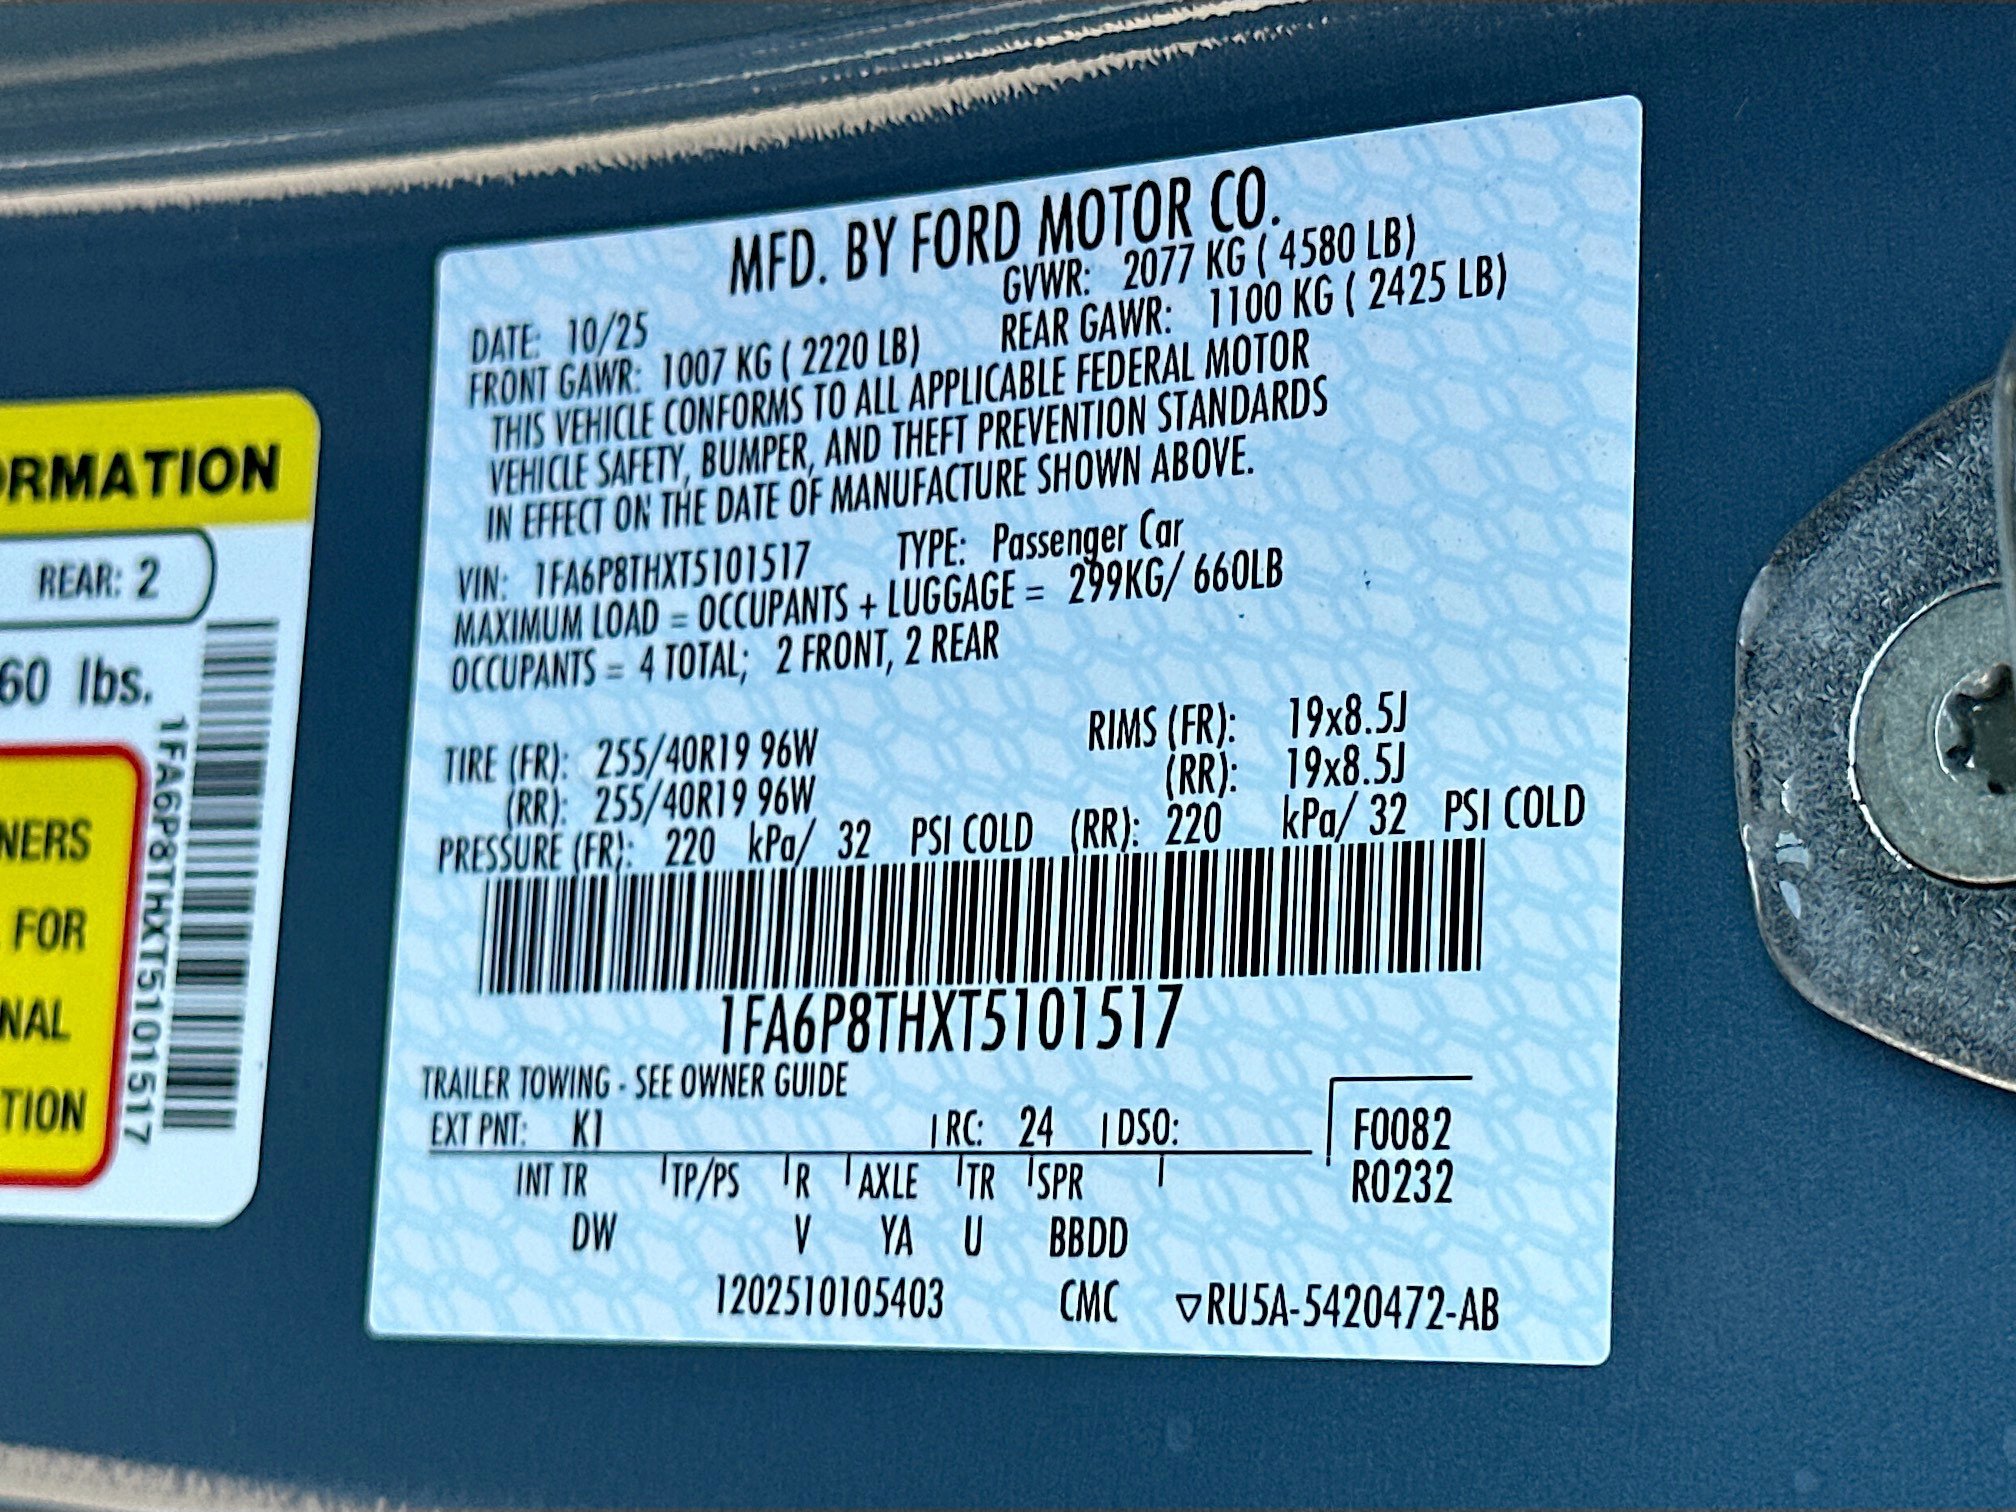 MFD. BY FORD MOTOR CO.
DATE: 10/25 GVWR: 2077 KG ( 4580 LB)
FRONT GAWR: 1007 KG ( 2220 LB) REAR GAWR: 1100 KG ( 2425 LB)
THIS VEHICLE CONFORMS TO ALL APPLICABLE FEDERAL MOTOR
VEHICLE SAFETY, BUMPER, AND THEFT PREVENTION STANDARDS
IN EFFECT ON THE DATE OF MANUFACTURE SHOWN ABOVE.
VIN: 1FA6P8THXT5101517 TYPE: Passenger Car
MAXIMUM LOAD = OCCUPANTS + LUGGAGE = 299KG/ 660LB
OCCUPANTS = 4 TOTAL; 2 FRONT, 2 REAR
TIRE (FR): 255/40R19 96W RIMS (FR): 19x8.5J
(RR): 255/40R19 96W (RR): 19x8.5J
PRESSURE (FR): 220 kPa/ 32 PSI COLD (RR): 220 kPa/ 32 PSI COLD
1FA6P8THXT5101517
TRAILER TOWING - SEE OWNER GUIDE
EXT PNT: K1 RC: 24 DSO: F0082
INT TR TP/PS R AXLE TR SPR R0232
DW V YA U BBDD
1202510105403 CMC ▽RU5A-5420472-AB
ORMATION
REAR: 2
60 lbs.
NERS
FOR
NAL
TION
1FA6P8THXT5101517